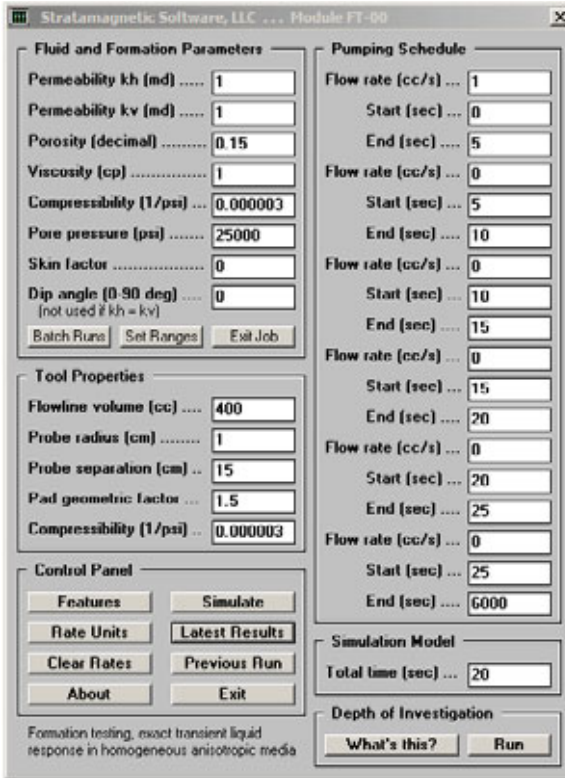 Stratamagnetic Software, LLC ... Module FT-00
Fluid and Formation Parameters
Permeability kh (md) ..... 1
Permeability kv (md) ..... 1
Porosity (decimal) ......... 0.15
Viscosity (cp) ................ 1
Compressibility (1/psi) ... 0.000003
Pore pressure (psi) ....... 25000
Skin factor .................. 0
Dip angle (0-90 deg) .... 0
(not used if kh = kv)
Batch Runs Set Ranges Exit Job
Tool Properties
Flowline volume (cc) .... 400
Probe radius (cm) ........ 1
Probe separation (cm) .. 15
Pad geometric factor ... 1.5
Compressibility (1/psi) .. 0.000003
Control Panel
Features Simulate
Rate Units Latest Results
Clear Rates Previous Run
About Exit
Formation testing, exact transient liquid
response in homogeneous anisotropic media
Pumping Schedule
Flow rate (cc/s) ... 1
Start (sec) ... 0
End (sec) .... 5
Flow rate (cc/s) ... 0
Start (sec) ... 5
End (sec) .... 10
Flow rate (cc/s) ... 0
Start (sec) ... 10
End (sec) .... 15
Flow rate (cc/s) ... 0
Start (sec) ... 15
End (sec) .... 20
Flow rate (cc/s) ... 0
Start (sec) ... 20
End (sec) .... 25
Flow rate (cc/s) ... 0
Start (sec) ... 25
End (sec) .... 6000
Simulation Model
Total time (sec) ... 20
Depth of Investigation
What's this? Run